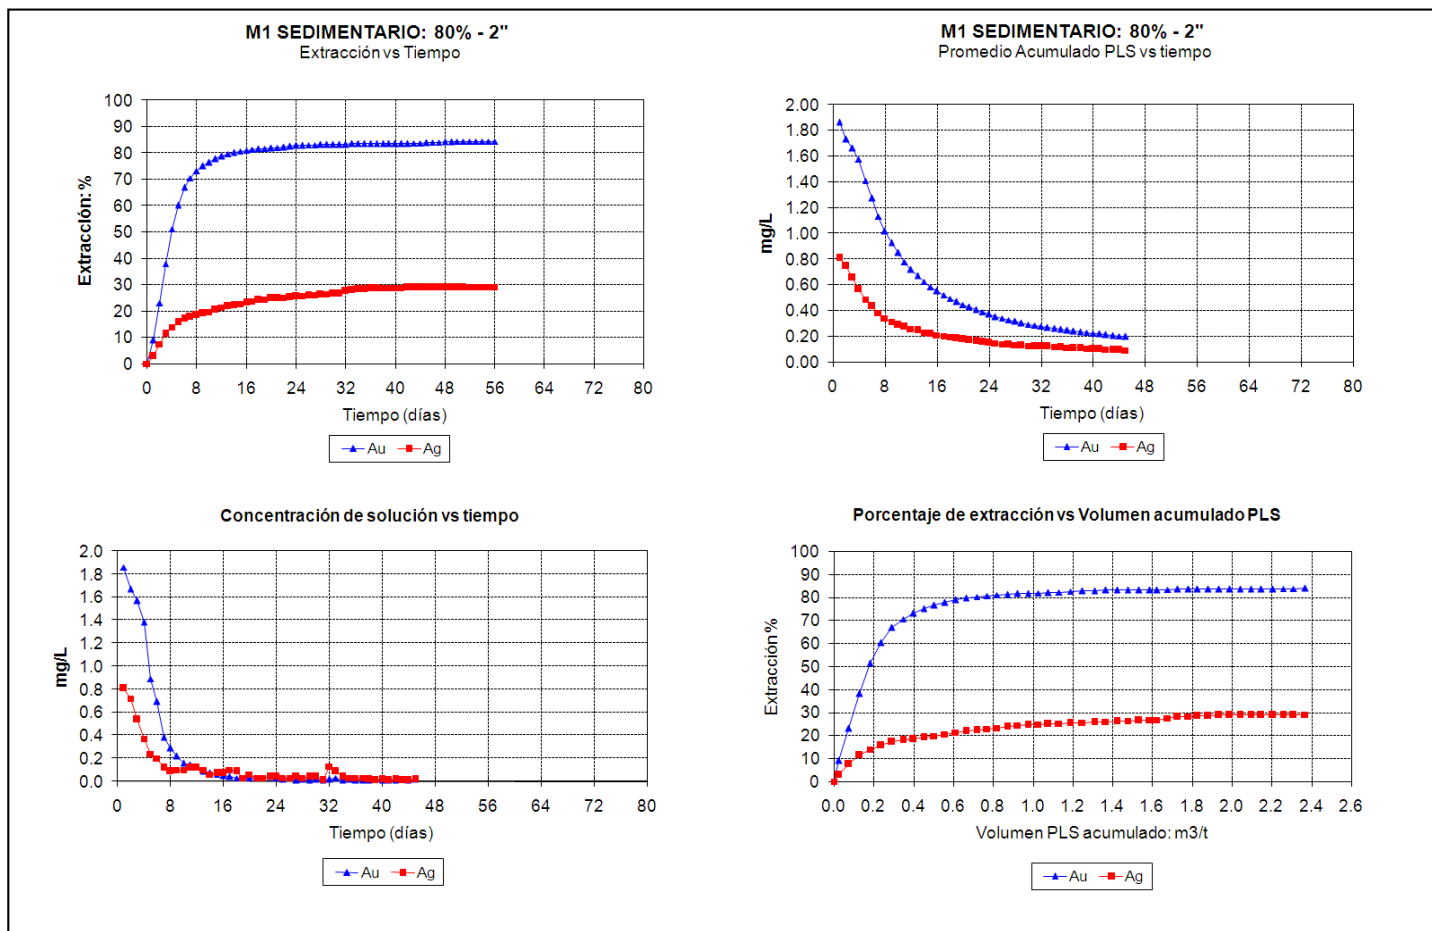 M1 SEDIMENTARIO: 80% - 2"
Extracción vs Tiempo
100
90
80
70
60
50
40
30
20
10
0
Extracción: %
0 8 16 24 32 40 48 56 64 72 80
Tiempo (días)
Au Ag
M1 SEDIMENTARIO: 80% - 2"
Promedio Acumulado PLS vs tiempo
2.00
1.80
1.60
1.40
1.20
1.00
0.80
0.60
0.40
0.20
0.00
mg/L
0 8 16 24 32 40 48 56 64 72 80
Tiempo (días)
Au Ag
Concentración de solución vs tiempo
2.0
1.8
1.6
1.4
1.2
1.0
0.8
0.6
0.4
0.2
0.0
mg/L
0 8 16 24 32 40 48 56 64 72 80
Tiempo (días)
Au Ag
Porcentaje de extracción vs Volumen acumulado PLS
100
90
80
70
60
50
40
30
20
10
0
Extracción %
0.0 0.2 0.4 0.6 0.8 1.0 1.2 1.4 1.6 1.8 2.0 2.2 2.4 2.6
Volumen PLS acumulado: m3/t
Au Ag